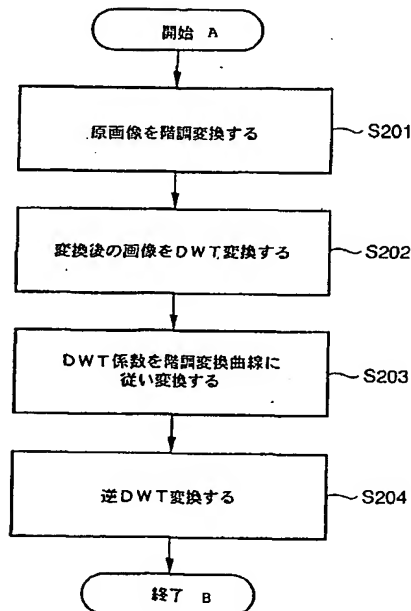 開始 A
原画像を階調変換する
S201
変換後の画像をDWT変換する
S202
DWT係数を階調変換曲線に
従い変換する
S203
逆DWT変換する
S204
終了 B